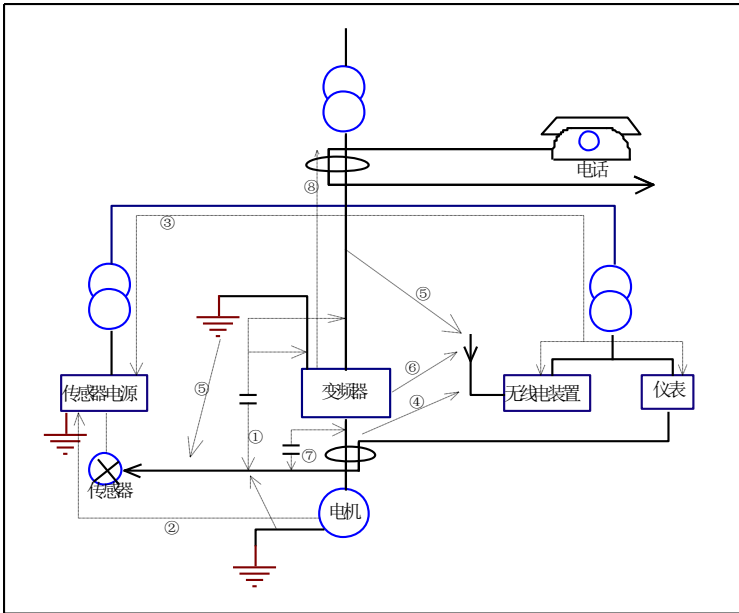 电话
⑧
③
⑤
⑥
⑤
④
传感器电源
变频器
无线电装置
仪表
①
⑦
传感器
电机
②